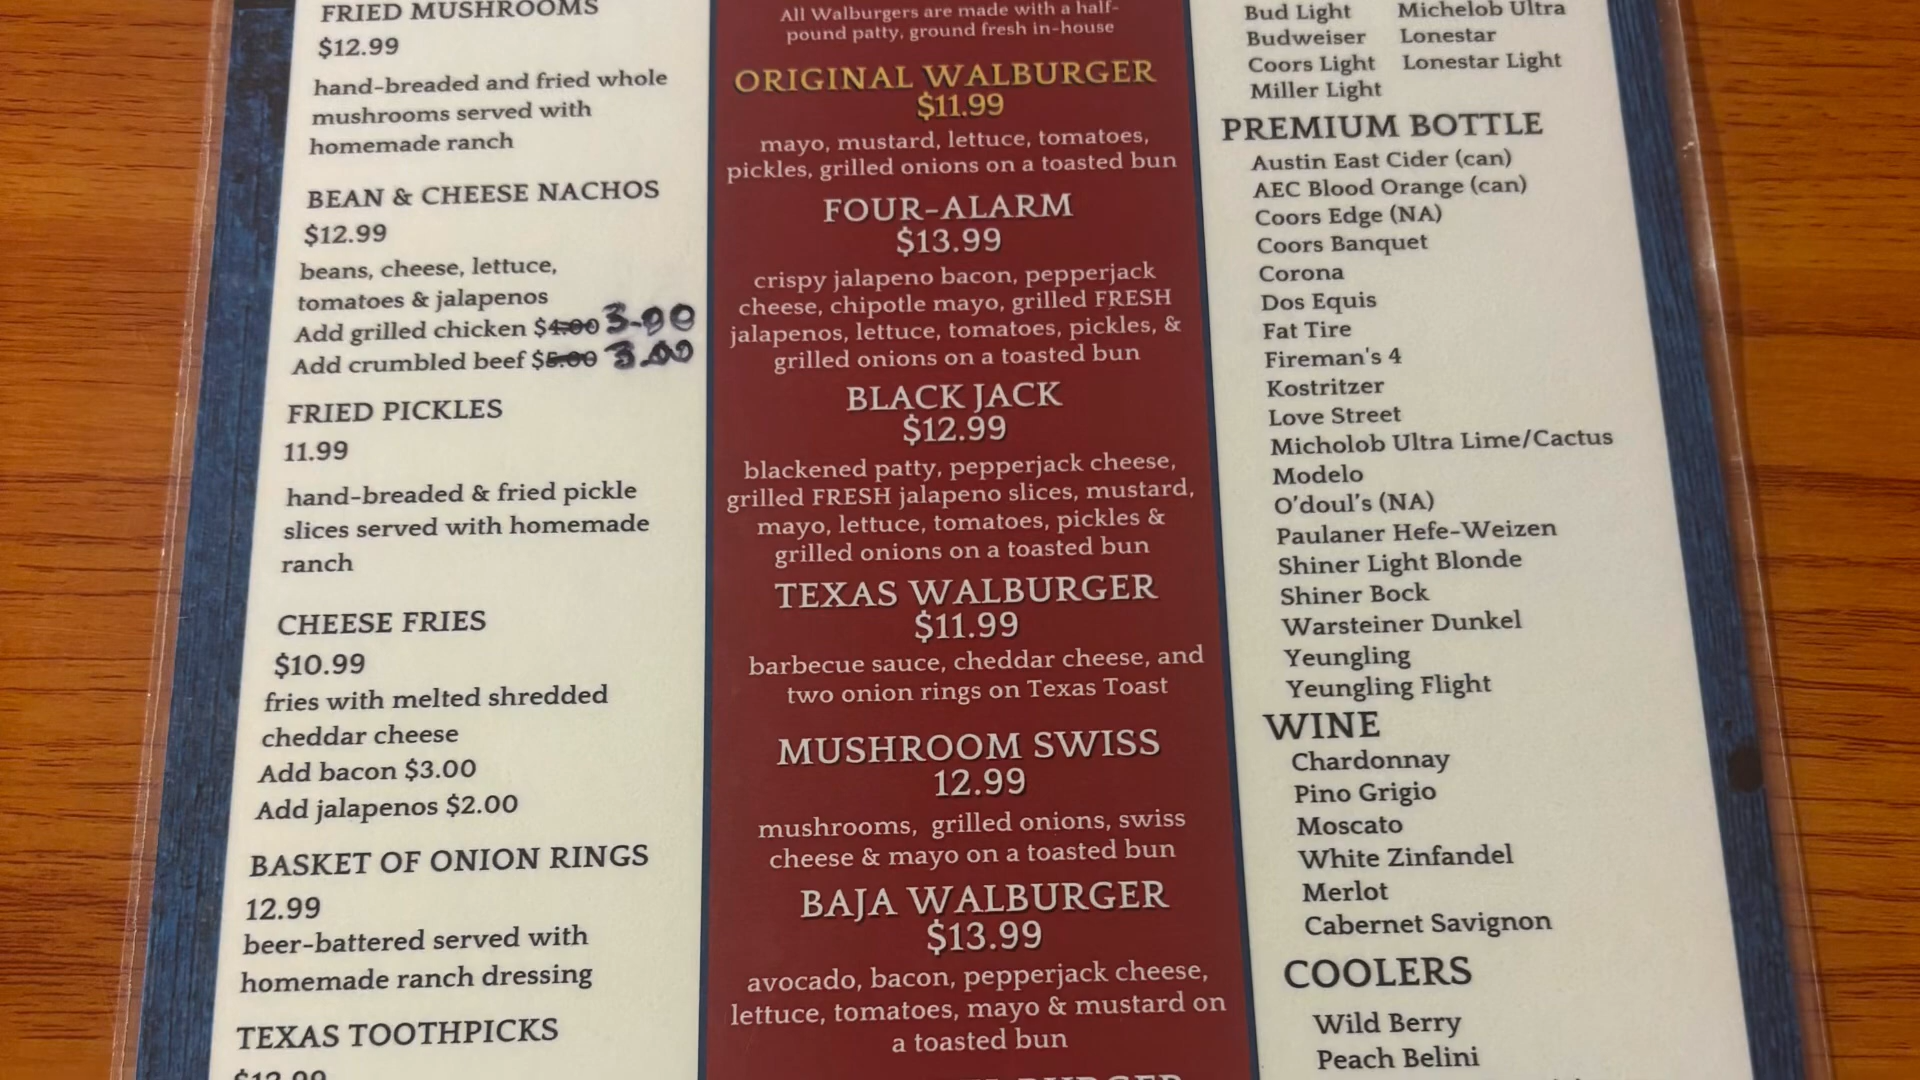 FRIED MUSHROOMS
$12.99
hand-breaded and fried whole
mushrooms served with
homemade ranch
BEAN & CHEESE NACHOS
$12.99
beans, cheese, lettuce,
tomatoes & jalapenos
Add grilled chicken $4.00 3.00
Add crumbled beef $5.00 3.00
FRIED PICKLES
11.99
hand-breaded & fried pickle
slices served with homemade
ranch
CHEESE FRIES
$10.99
fries with melted shredded
cheddar cheese
Add bacon $3.00
Add jalapenos $2.00
BASKET OF ONION RINGS
12.99
beer-battered served with
homemade ranch dressing
TEXAS TOOTHPICKS
All Walburgers are made with a half-
pound patty, ground fresh in-house
ORIGINAL WALBURGER
$11.99
mayo, mustard, lettuce, tomatoes,
pickles, grilled onions on a toasted bun
FOUR-ALARM
$13.99
crispy jalapeno bacon, pepperjack
cheese, chipotle mayo, grilled FRESH
jalapenos, lettuce, tomatoes, pickles, &
grilled onions on a toasted bun
BLACK JACK
$12.99
blackened patty, pepperjack cheese,
grilled FRESH jalapeno slices, mustard,
mayo, lettuce, tomatoes, pickles &
grilled onions on a toasted bun
TEXAS WALBURGER
$11.99
barbecue sauce, cheddar cheese, and
two onion rings on Texas Toast
MUSHROOM SWISS
12.99
mushrooms, grilled onions, swiss
cheese & mayo on a toasted bun
BAJA WALBURGER
$13.99
avocado, bacon, pepperjack cheese,
lettuce, tomatoes, mayo & mustard on
a toasted bun
Bud Light Michelob Ultra
Budweiser Lonestar
Coors Light Lonestar Light
Miller Light
PREMIUM BOTTLE
Austin East Cider (can)
AEC Blood Orange (can)
Coors Edge (NA)
Coors Banquet
Corona
Dos Equis
Fat Tire
Fireman's 4
Kostritzer
Love Street
Micholob Ultra Lime/Cactus
Modelo
O'doul's (NA)
Paulaner Hefe-Weizen
Shiner Light Blonde
Shiner Bock
Warsteiner Dunkel
Yeungling
Yeungling Flight
WINE
Chardonnay
Pino Grigio
Moscato
White Zinfandel
Merlot
Cabernet Savignon
COOLERS
Wild Berry
Peach Belini